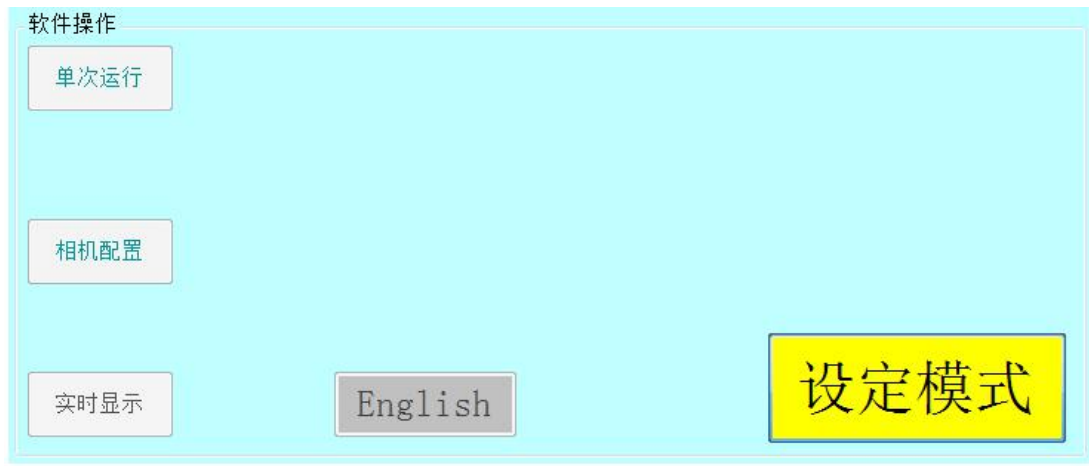 软件操作
单次运行
相机配置
实时显示
English
设定模式